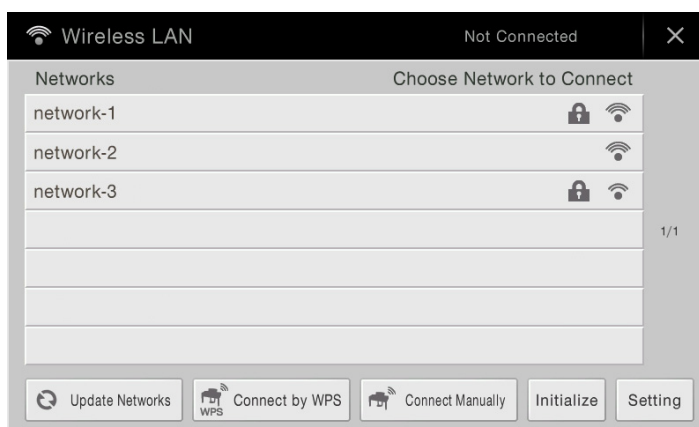 Wireless LAN Not Connected
Networks Choose Network to Connect
network-1
network-2
network-3
1/1
Update Networks WPS Connect by WPS Connect Manually Initialize Setting